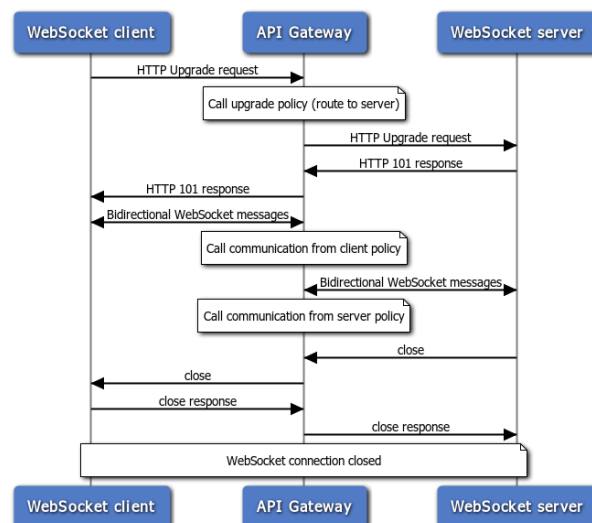 WebSocket client
API Gateway
WebSocket server
HTTP Upgrade request
Call upgrade policy (route to server)
HTTP Upgrade request
HTTP 101 response
HTTP 101 response
Bidirectional WebSocket messages
Call communication from client policy
Bidirectional WebSocket messages
Call communication from server policy
close
close
close response
close response
WebSocket connection closed
WebSocket client
API Gateway
WebSocket server